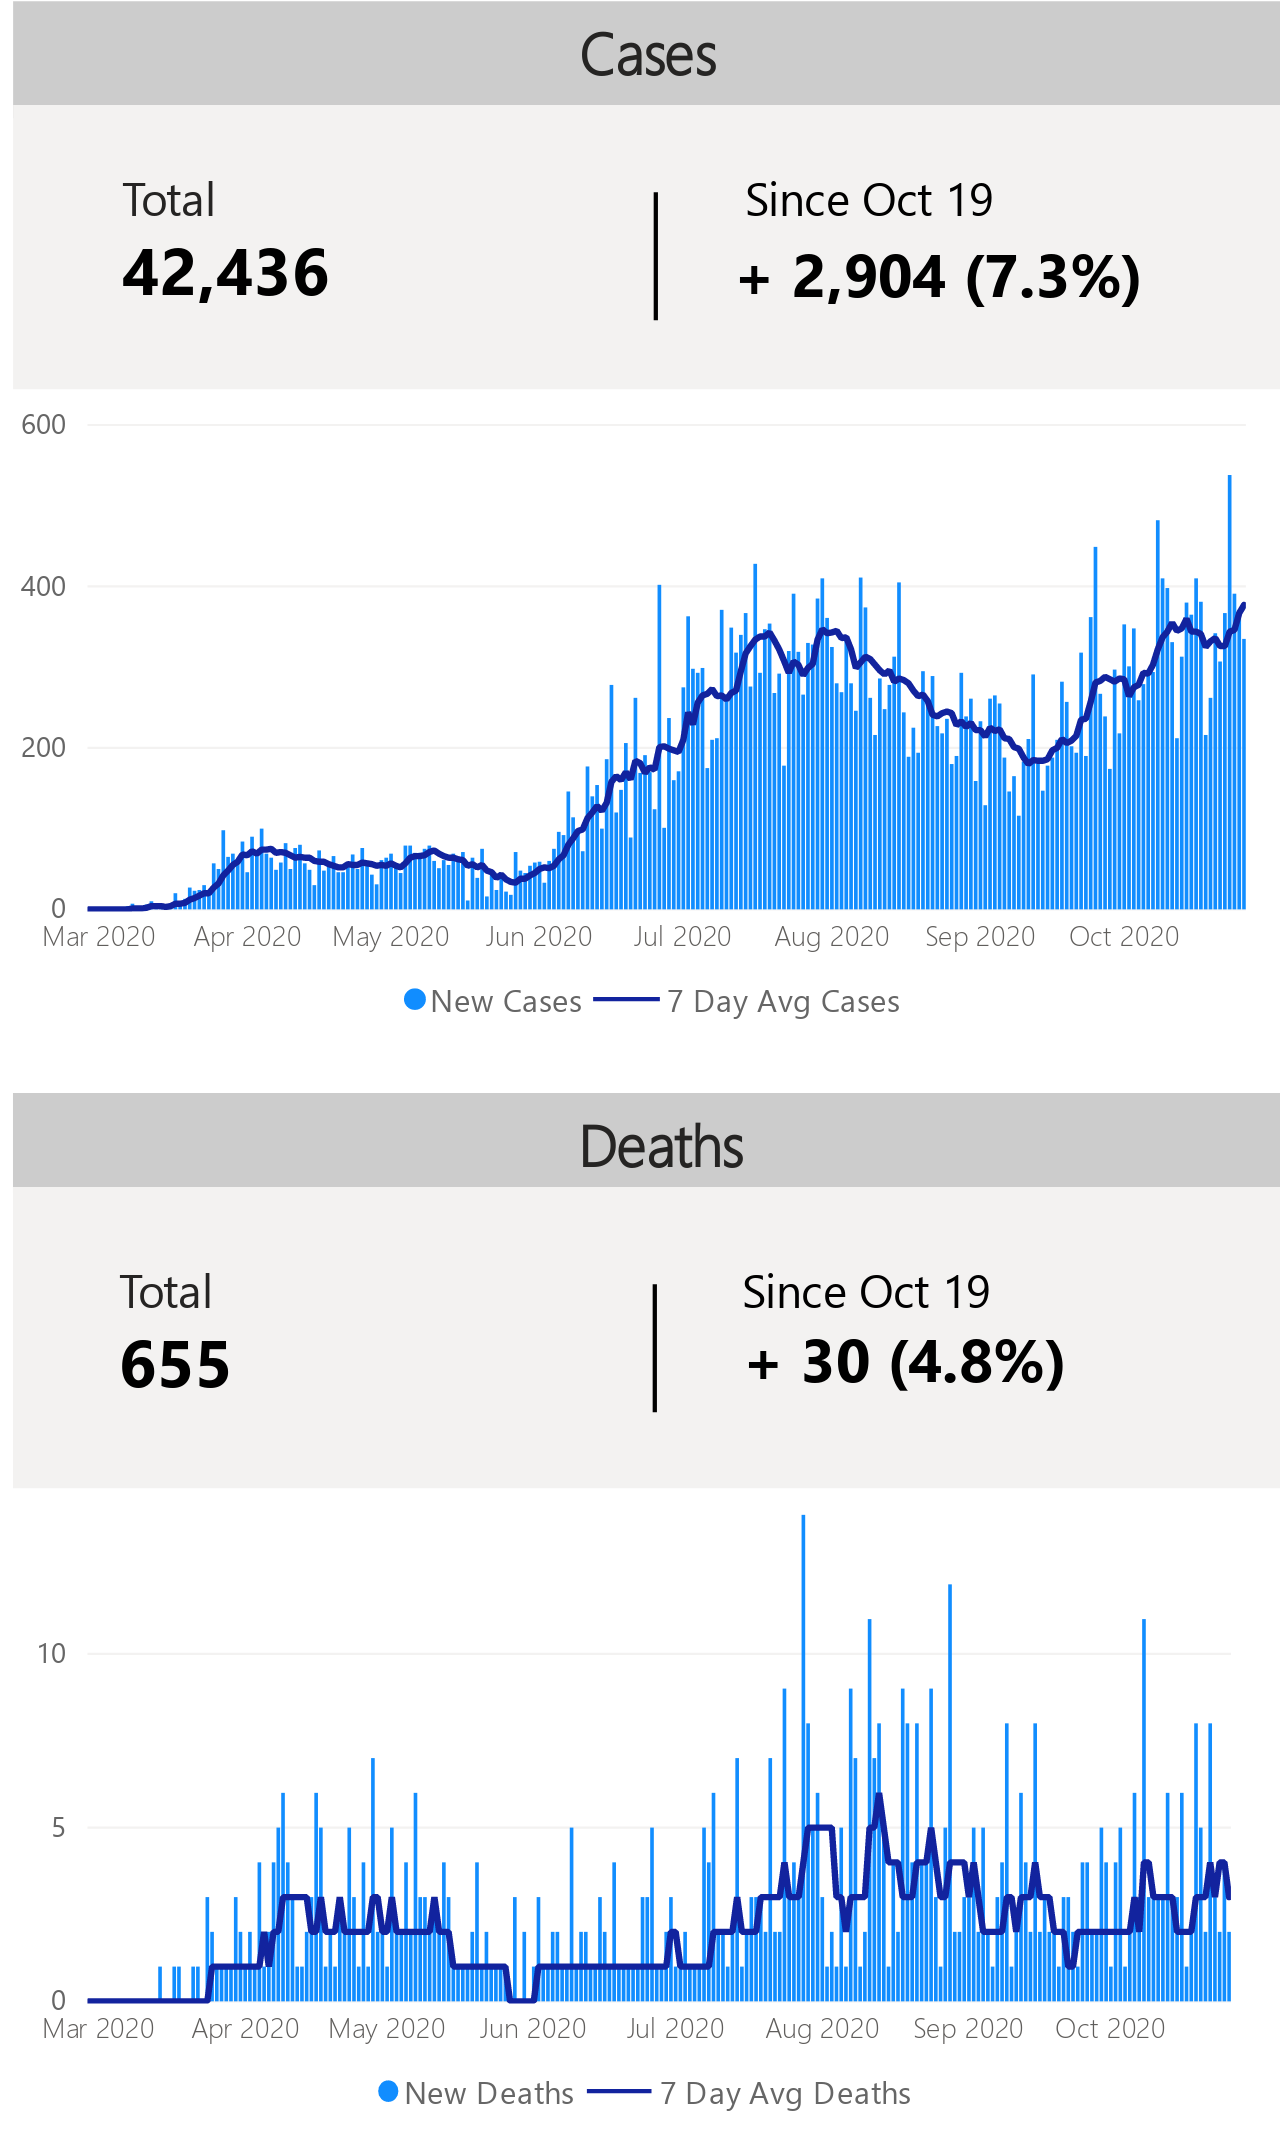 Cases
Total
Since Oct 19
42,436
+ 2,904 (7.3%)
600
400
200
0
Mar 2020 Apr 2020 May 2020 Jun 2020 Jul 2020 Aug 2020 Sep 2020 Oct 2020
New Cases 7 Day Avg Cases
Deaths
Total
Since Oct 19
655
+ 30 (4.8%)
10
5
0
Mar 2020 Apr 2020 May 2020 Jun 2020 Jul 2020 Aug 2020 Sep 2020 Oct 2020
New Deaths 7 Day Avg Deaths